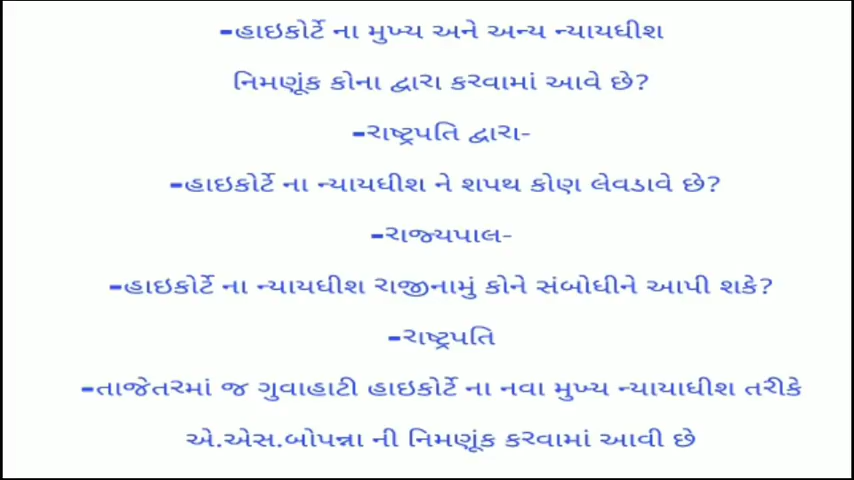 -હાઇકોર્ટે ના મુખ્ય અને અન્ય ન્યાયધીશ
નિમણૂંક કોના દ્વારા કરવામાં આવે છે?
-રાષ્ટ્રપતિ દ્વારા-
-હાઇકોર્ટે ના ન્યાયધીશ ને શપથ કોણ લેવડાવે છે?
-રાજ્યપાલ-
-હાઇકોર્ટે ના ન્યાયધીશ રાજીનામું કોને સંબોધીને આપી શકે?
-રાષ્ટ્રપતિ
-તાજેતરમાં જ ગુવાહાટી હાઇકોર્ટે ના નવા મુખ્ય ન્યાયાધીશ તરીકે
એ.એસ.બોપન્ના ની નિમણૂંક કરવામાં આવી છે